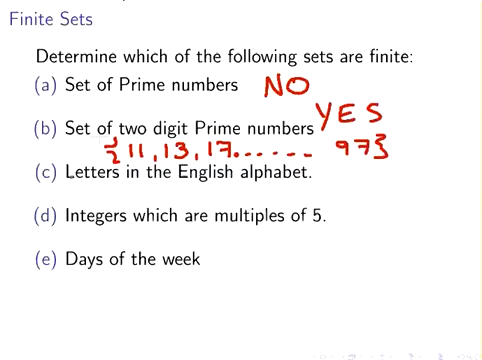 Finite Sets
Determine which of the following sets are finite:
(a) Set of Prime numbers NO
(b) Set of two digit Prime numbers YES
{11, 13, 17...... 97}
(c) Letters in the English alphabet.
(d) Integers which are multiples of 5.
(e) Days of the week